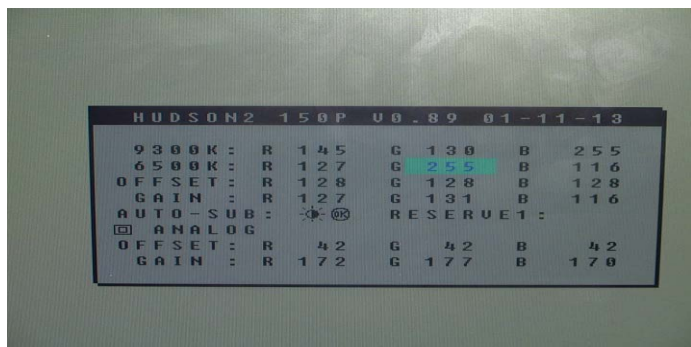 HUDSON2 150P V0.89 01-11-13
9300K: R 145 G 130 B 255
6500K: R 127 G 255 B 116
OFFSET: R 128 G 128 B 128
GAIN : R 127 G 131 B 116
AUTO-SUB: OK RESERVE1:
ANALOG
OFFSET: R 42 G 42 B 42
GAIN : R 172 G 177 B 170